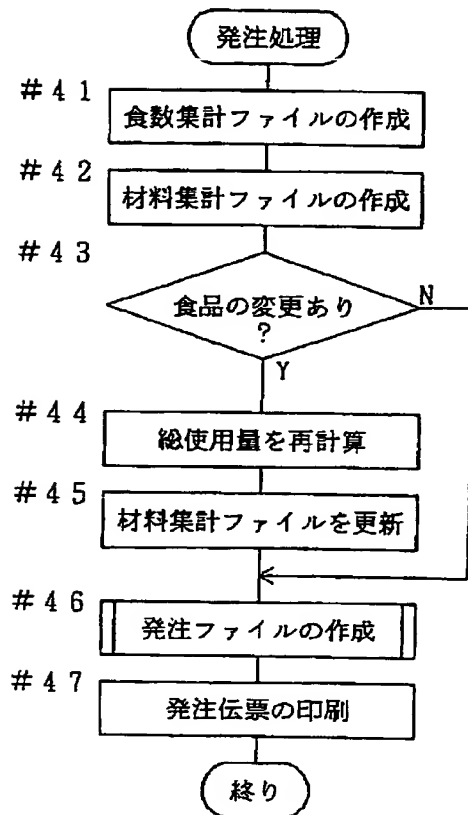 発注処理
#41
食数集計ファイルの作成
#42
材料集計ファイルの作成
#43
食品の変更あり
?
N
Y
#44
総使用量を再計算
#45
材料集計ファイルを更新
#46
発注ファイルの作成
#47
発注伝票の印刷
終り